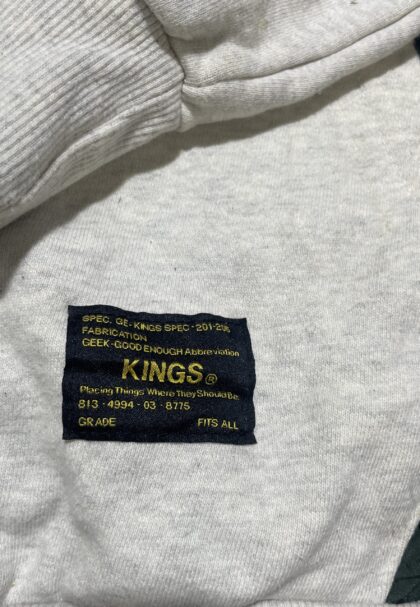 SPEC. GE-KINGS SPEC - 201-206
FABRICATION
GEEK-GOOD ENOUGH Abbreviation
KINGS®
Placing Things Where They Should Be
813 - 4994 - 03 - 8775
GRADE FITS ALL